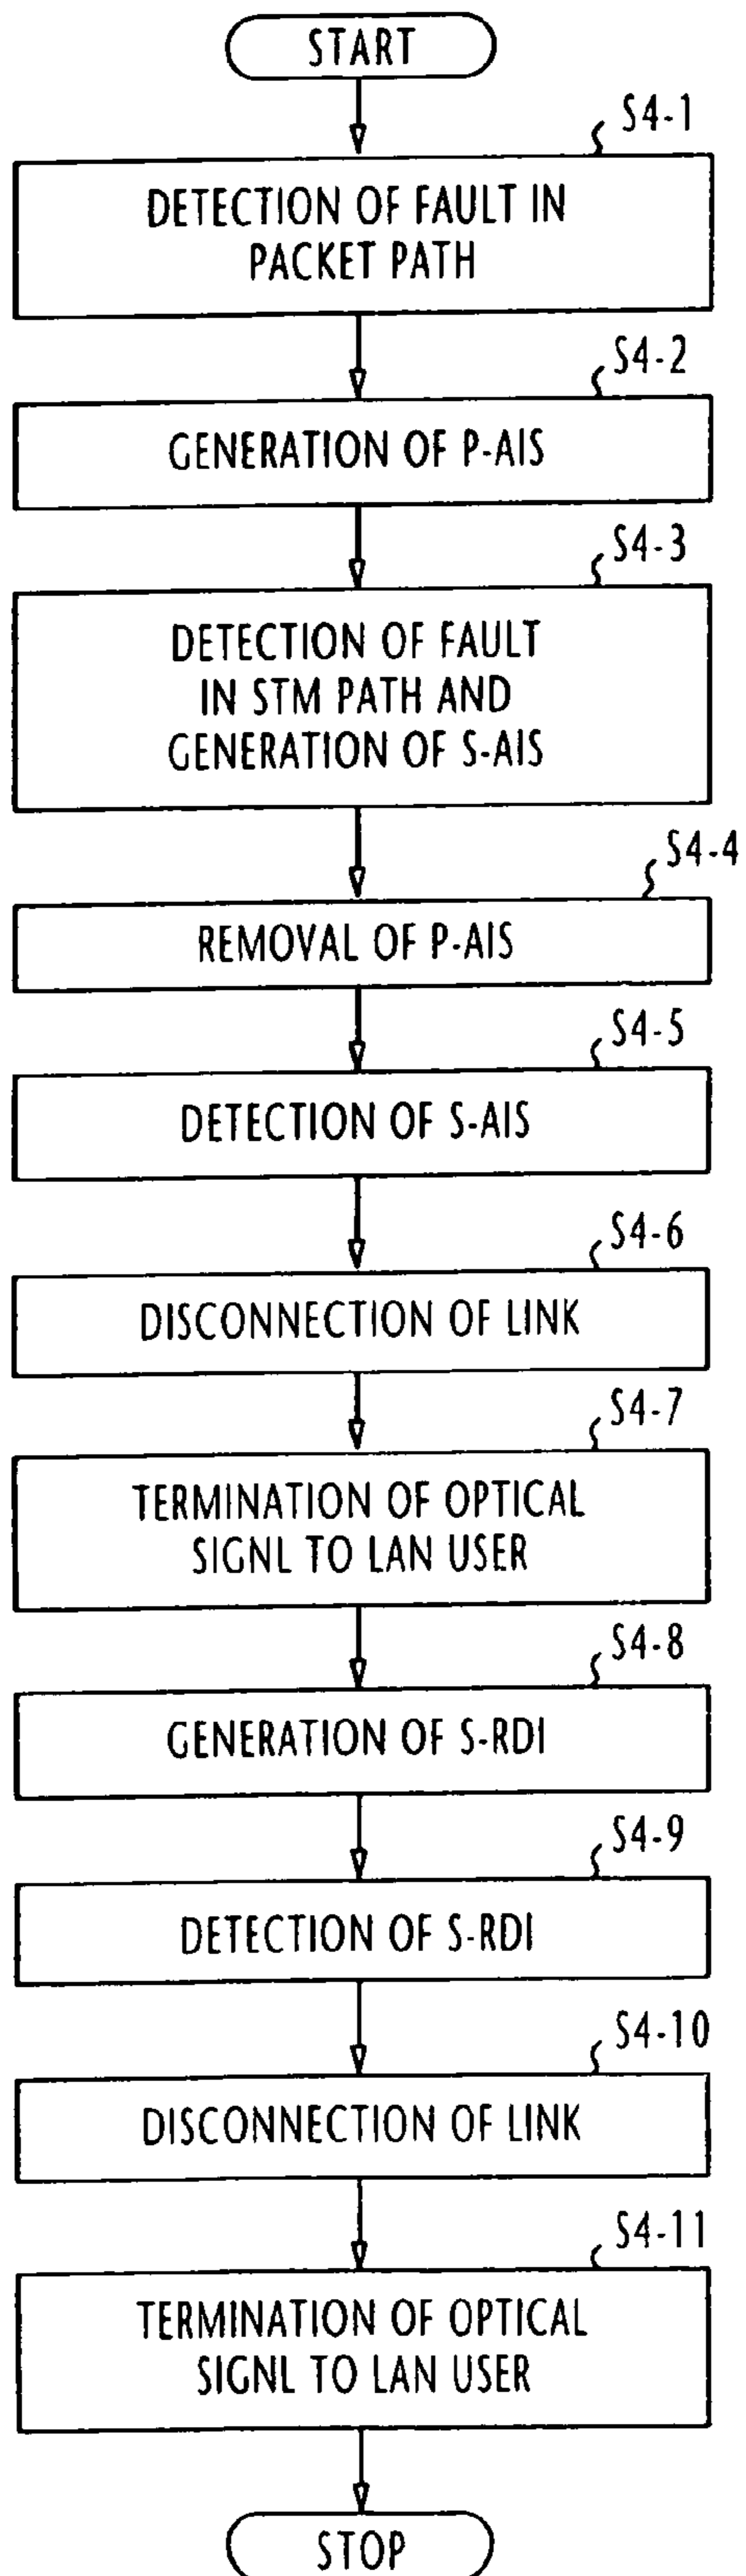 START
S4-1
DETECTION OF FAULT IN
PACKET PATH
S4-2
GENERATION OF P-AIS
S4-3
DETECTION OF FAULT
IN STM PATH AND
GENERATION OF S-AIS
S4-4
REMOVAL OF P-AIS
S4-5
DETECTION OF S-AIS
S4-6
DISCONNECTION OF LINK
S4-7
TERMINATION OF OPTICAL
SIGNL TO LAN USER
S4-8
GENERATION OF S-RDI
S4-9
DETECTION OF S-RDI
S4-10
DISCONNECTION OF LINK
S4-11
TERMINATION OF OPTICAL
SIGNL TO LAN USER
STOP